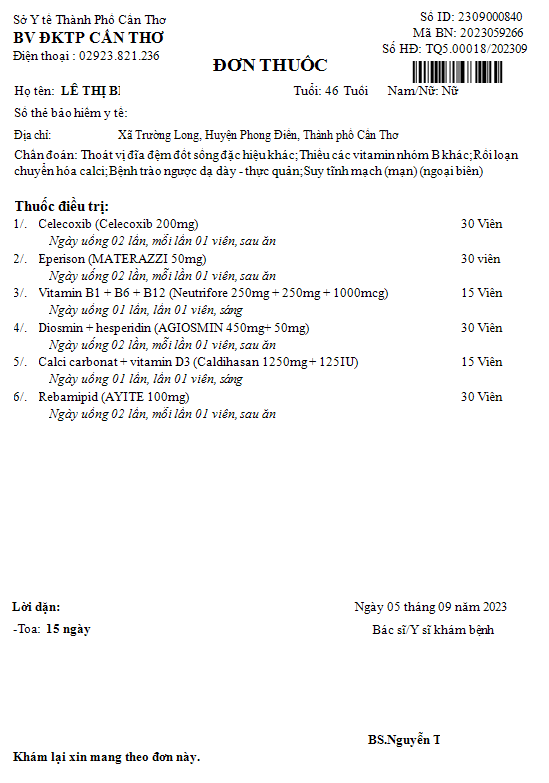 Sở Y tế Thành Phố Cần Thơ
Số ID: 2309000840
BV ĐKTP CẦN THƠ
Mã BN: 2023059266
Điện thoại : 02923.821.236
Số HĐ: TQ5.00018/202309
ĐƠN THUỐC
Họ tên: LÊ THỊ BI Tuổi: 46 Tuổi Nam/Nữ: Nữ
Số thẻ bảo hiểm y tế:
Địa chỉ: Xã Trường Long, Huyện Phong Điền, Thành phố Cần Thơ
Chẩn đoán: Thoát vị đĩa đệm đốt sống đặc hiệu khác; Thiếu các vitamin nhóm B khác; Rối loạn
chuyển hóa calci; Bệnh trào ngược dạ dày - thực quản; Suy tĩnh mạch (mạn) (ngoại biên)
Thuốc điều trị:
1/. Celecoxib (Celecoxib 200mg) 30 Viên
Ngày uống 02 lần, mỗi lần 01 viên, sau ăn
2/. Eperison (MATERAZZI 50mg) 30 viên
Ngày uống 02 lần, mỗi lần 01 viên, sau ăn
3/. Vitamin B1 + B6 + B12 (Neutrifore 250mg + 250mg + 1000mcg) 15 Viên
Ngày uống 01 lần, lần 01 viên, sáng
4/. Diosmin + hesperidin (AGIOSMIN 450mg+ 50mg) 30 Viên
Ngày uống 02 lần, mỗi lần 01 viên, sau ăn
5/. Calci carbonat + vitamin D3 (Caldihasan 1250mg + 125IU) 15 Viên
Ngày uống 01 lần, lần 01 viên, sáng
6/. Rebamipid (AYITE 100mg) 30 Viên
Ngày uống 02 lần, mỗi lần 01 viên, sau ăn
Lời dặn:
Ngày 05 tháng 09 năm 2023
-Toa: 15 ngày
Bác sĩ/Y sĩ khám bệnh
BS.Nguyễn T
Khám lại xin mang theo đơn này.